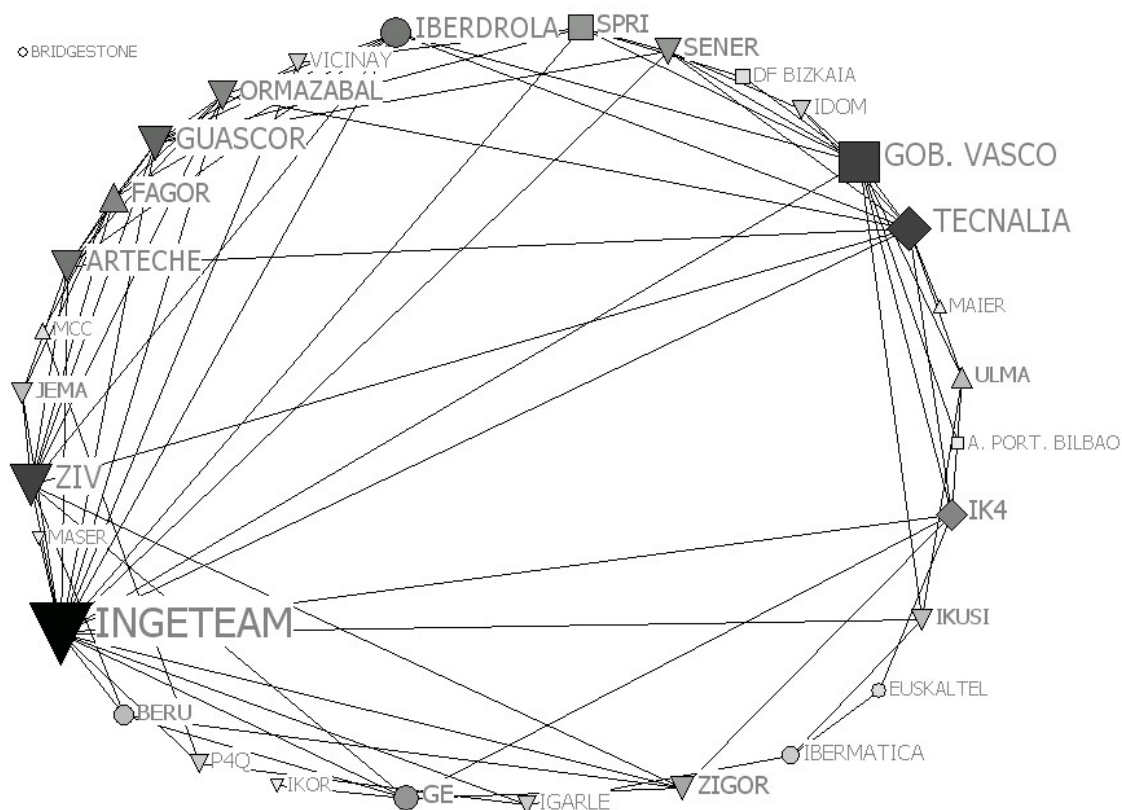 IBERDROLA
SPRI
SENER
BRIDGESTONE
VICINAY
DF BIZKAIA
ORMAZABAL
IDOM
GUASCOR
GOB. VASCO
FAGOR
TECNALIA
ARTECHE
MAIER
MCC
ULMA
JEMA
A. PORT. BILBAO
ZIV
IK4
MASER
INGETEAM
IKUSI
EUSKALTEL
BERU
IBERMATICA
P4Q
IKOR
ZIGOR
GE
IGARLE